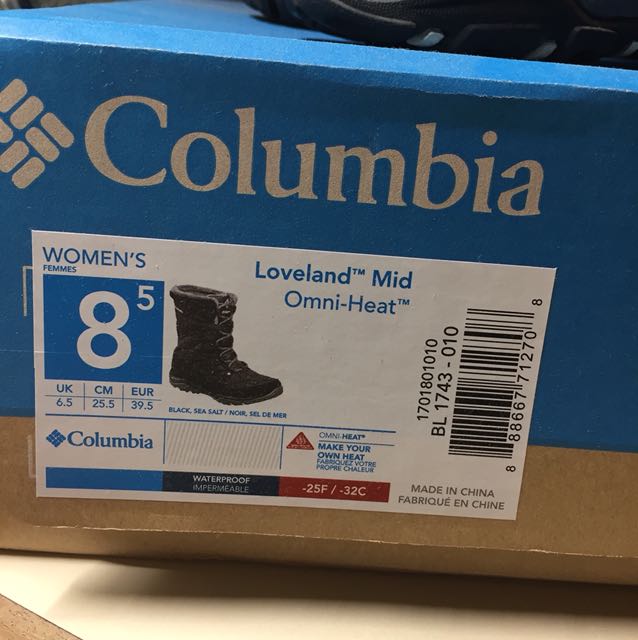 Columbia
WOMEN'S
FEMMES
8 5
UK CM EUR
6.5 25.5 39.5
Loveland™ Mid
Omni-Heat™
BLACK, SEA SALT / NOIR, SEL DE MER
1701801010
BL 1743 - 010
8 88667 71270 8
Columbia
OMNI-HEAT®
MAKE YOUR
OWN HEAT
FABRIQUEZ VOTRE
PROPRE CHALEUR
WATERPROOF
IMPERMÉABLE
-25F / -32C
MADE IN CHINA
FABRIQUÉ EN CHINE